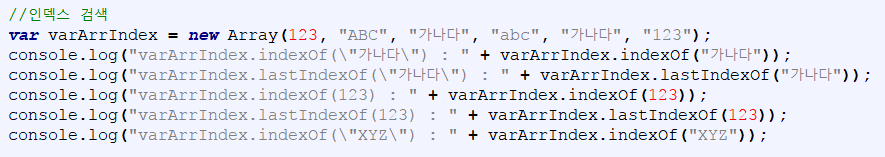 //인덱스 검색
var varArrIndex = new Array(123, "ABC", "가나다", "abc", "가나다", "123");
console.log("varArrIndex.indexOf(\"가나다\") : " + varArrIndex.indexOf("가나다"));
console.log("varArrIndex.lastIndexOf(\"가나다\") : " + varArrIndex.lastIndexOf("가나다"));
console.log("varArrIndex.indexOf(123) : " + varArrIndex.indexOf(123));
console.log("varArrIndex.lastIndexOf(123) : " + varArrIndex.lastIndexOf(123));
console.log("varArrIndex.indexOf(\"XYZ\") : " + varArrIndex.indexOf("XYZ"));